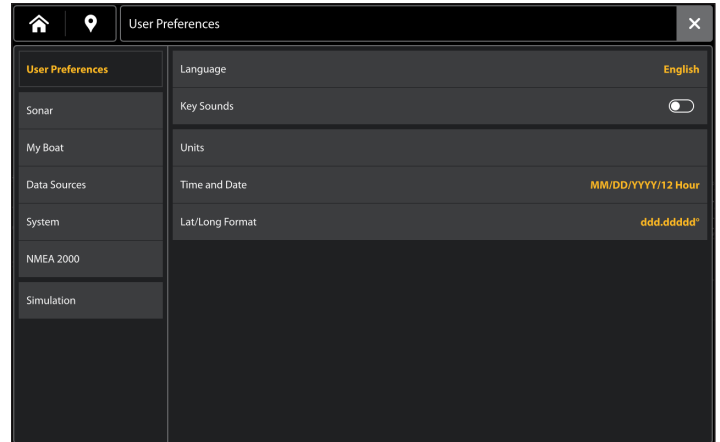 User Preferences
User Preferences
Sonar
My Boat
Data Sources
System
NMEA 2000
Simulation
Language English
Key Sounds
Units
Time and Date MM/DD/YYYY/12 Hour
Lat/Long Format ddd.ddddd°